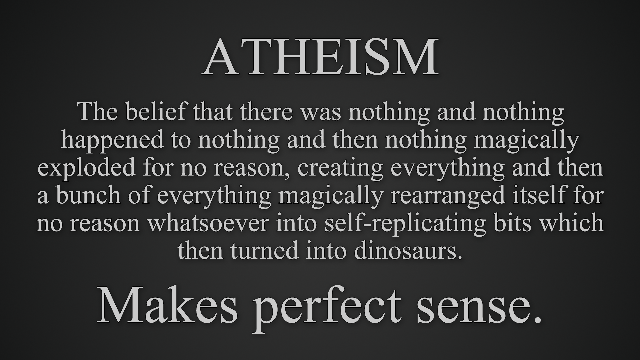 ATHEISM
The belief that there was nothing and nothing
happened to nothing and then nothing magically
exploded for no reason, creating everything and then
a bunch of everything magically rearranged itself for
no reason whatsoever into self-replicating bits which
then turned into dinosaurs.
Makes perfect sense.